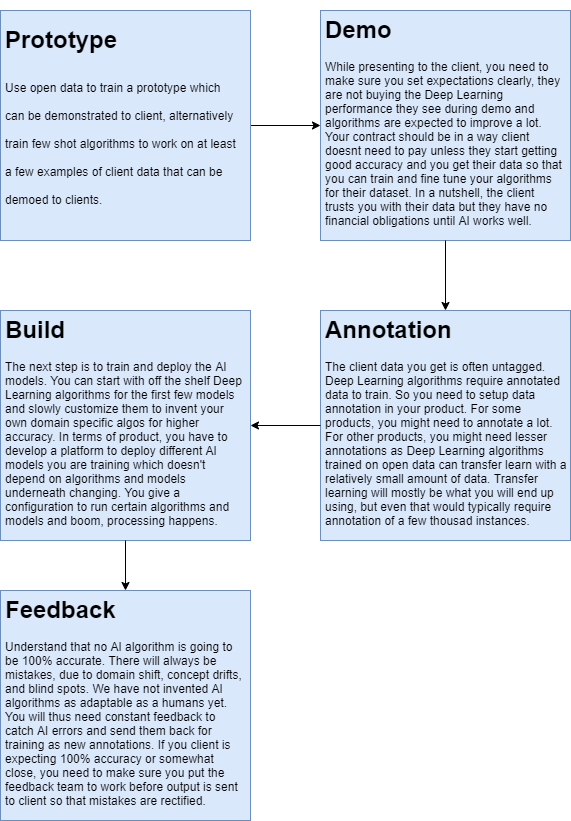 Prototype
Use open data to train a prototype which
can be demonstrated to client, alternatively
train few shot algorithms to work on at least
a few examples of client data that can be
demoed to clients.
Demo
While presenting to the client, you need to
make sure you set expectations clearly, they
are not buying the Deep Learning
performance they see during demo and
algorithms are expected to improve a lot.
Your contract should be in a way client
doesnt need to pay unless they start getting
good accuracy and you get their data so that
you can train and fine tune your algorithms
for their dataset. In a nutshell, the client
trusts you with their data but they have no
financial obligations until AI works well.
Annotation
The client data you get is often untagged.
Deep Learning algorithms require annotated
data to train. So you need to setup data
annotation in your product. For some
products, you might need to annotate a lot.
For other products, you might need lesser
annotations as Deep Learning algorithms
trained on open data can transfer learn with a
relatively small amount of data. Transfer
learning will mostly be what you will end up
using, but even that would typically require
annotation of a few thousad instances.
Build
The next step is to train and deploy the AI
models. You can start with off the shelf Deep
Learning algorithms for the first few models
and slowly customize them to invent your
own domain specific algos for higher
accuracy. In terms of product, you have to
develop a platform to deploy different AI
models you are training which doesn't
depend on algorithms and models
underneath changing. You give a
configuration to run certain algorithms and
models and boom, processing happens.
Feedback
Understand that no AI algorithm is going to
be 100% accurate. There will always be
mistakes, due to domain shift, concept drifts,
and blind spots. We have not invented AI
algorithms as adaptable as a humans yet.
You will thus need constant feedback to
catch AI errors and send them back for
training as new annotations. If you client is
expecting 100% accuracy or somewhat
close, you need to make sure you put the
feedback team to work before output is sent
to client so that mistakes are rectified.